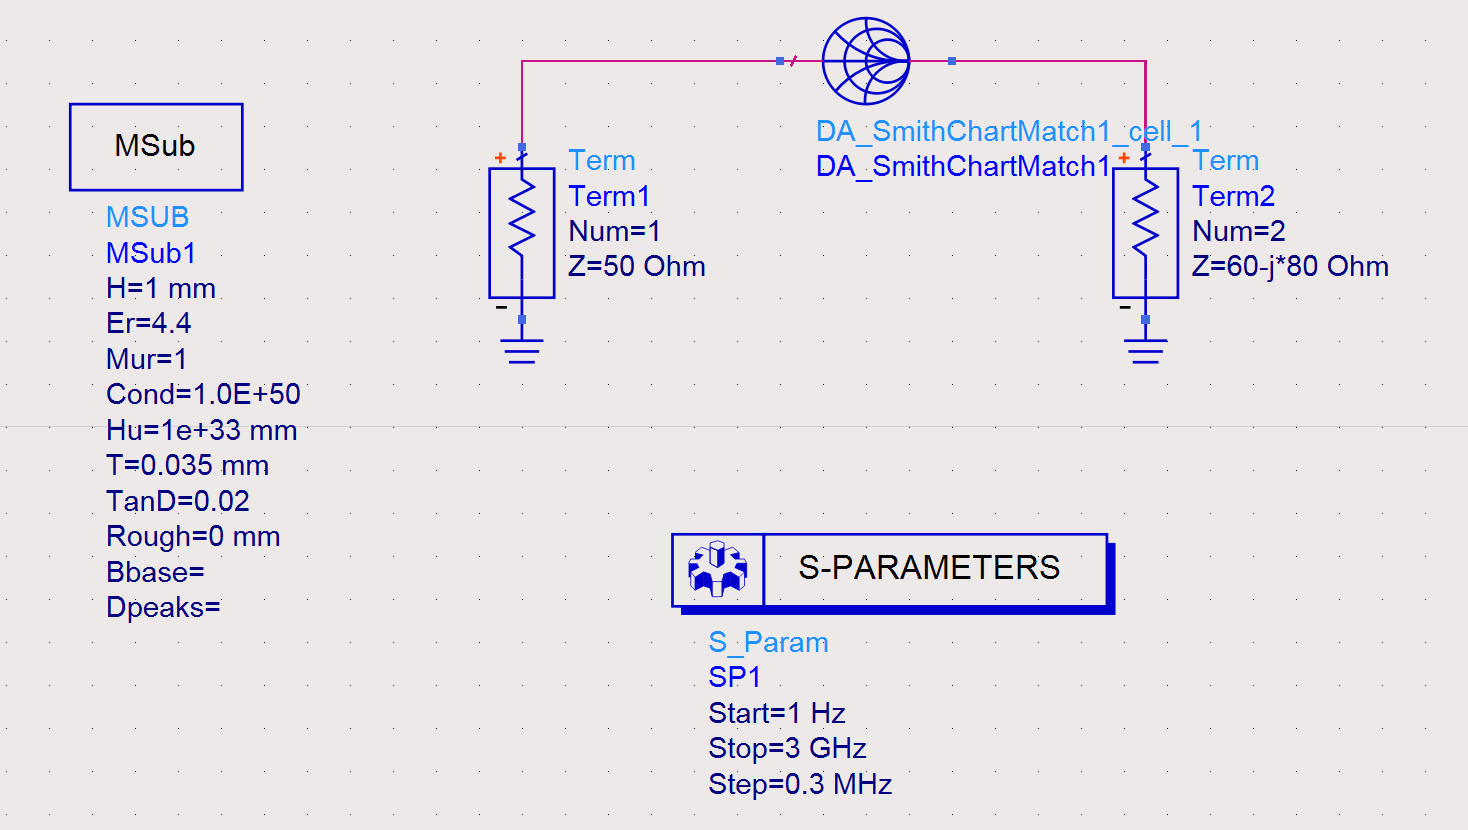 MSub
MSUB
MSub1
H=1 mm
Er=4.4
Mur=1
Cond=1.0E+50
Hu=1e+33 mm
T=0.035 mm
TanD=0.02
Rough=0 mm
Bbase=
Dpeaks=
+
Term
Term1
Num=1
Z=50 Ohm
−
DA_SmithChartMatch1_cell_1
DA_SmithChartMatch1
+
Term
Term2
Num=2
Z=60-j*80 Ohm
−
S-PARAMETERS
S_Param
SP1
Start=1 Hz
Stop=3 GHz
Step=0.3 MHz